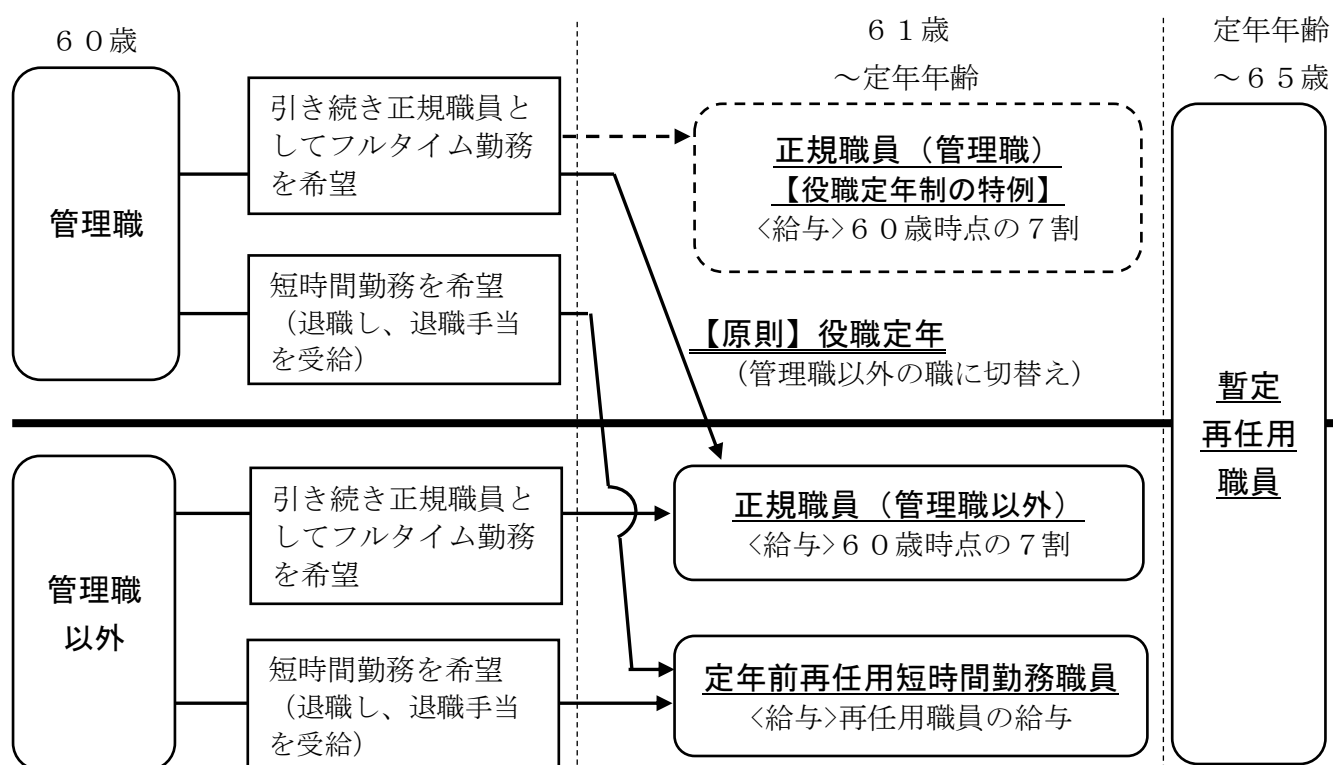 ６０歳
６１歳
～定年年齢
定年年齢
～６５歳
管理職
引き続き正規職員と
してフルタイム勤務
を希望
短時間勤務を希望
（退職し、退職手当
を受給）
正規職員（管理職）
【役職定年制の特例】
<給与>６０歳時点の７割
【原則】役職定年
（管理職以外の職に切替え）
管理職
以外
引き続き正規職員と
してフルタイム勤務
を希望
短時間勤務を希望
（退職し、退職手当
を受給）
正規職員（管理職以外）
<給与>６０歳時点の７割
定年前再任用短時間勤務職員
<給与>再任用職員の給与
暫定
再任用
職員